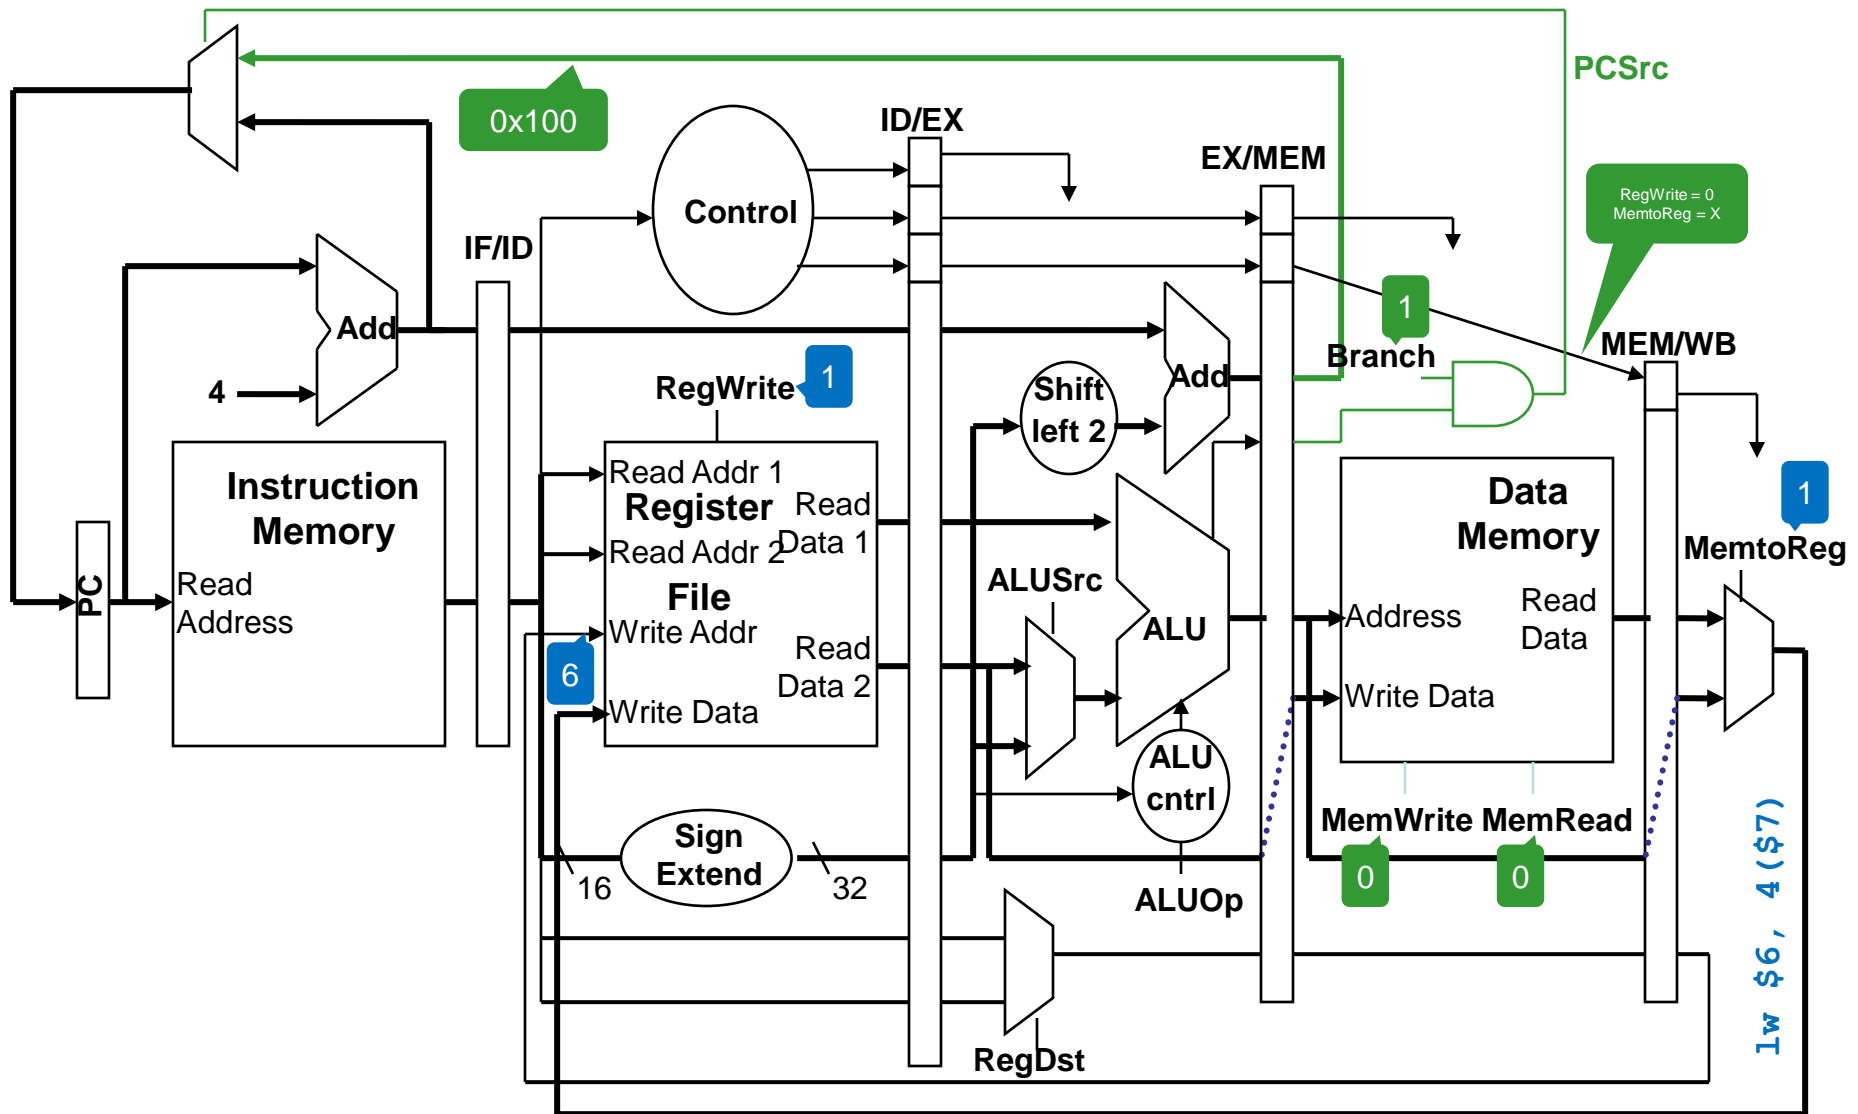 PCSrc
0x100
ID/EX
EX/MEM
RegWrite = 0
MemtoReg = X
Control
IF/ID
1
Add
Branch
MEM/WB
4
RegWrite
1
Shift
left 2
Add
Instruction
Memory
Read Addr 1
Register
Read
Data 1
Read Addr 2
File
Write Addr
6
Read
Data 2
Write Data
PC
Read
Address
ALUSrc
ALU
Data
Memory
1
MemtoReg
Address
Read
Data
Write Data
ALU
cntrl
MemWrite
MemRead
0
0
Sign
Extend
16
32
ALUOp
RegDst
lw $6, 4($7)